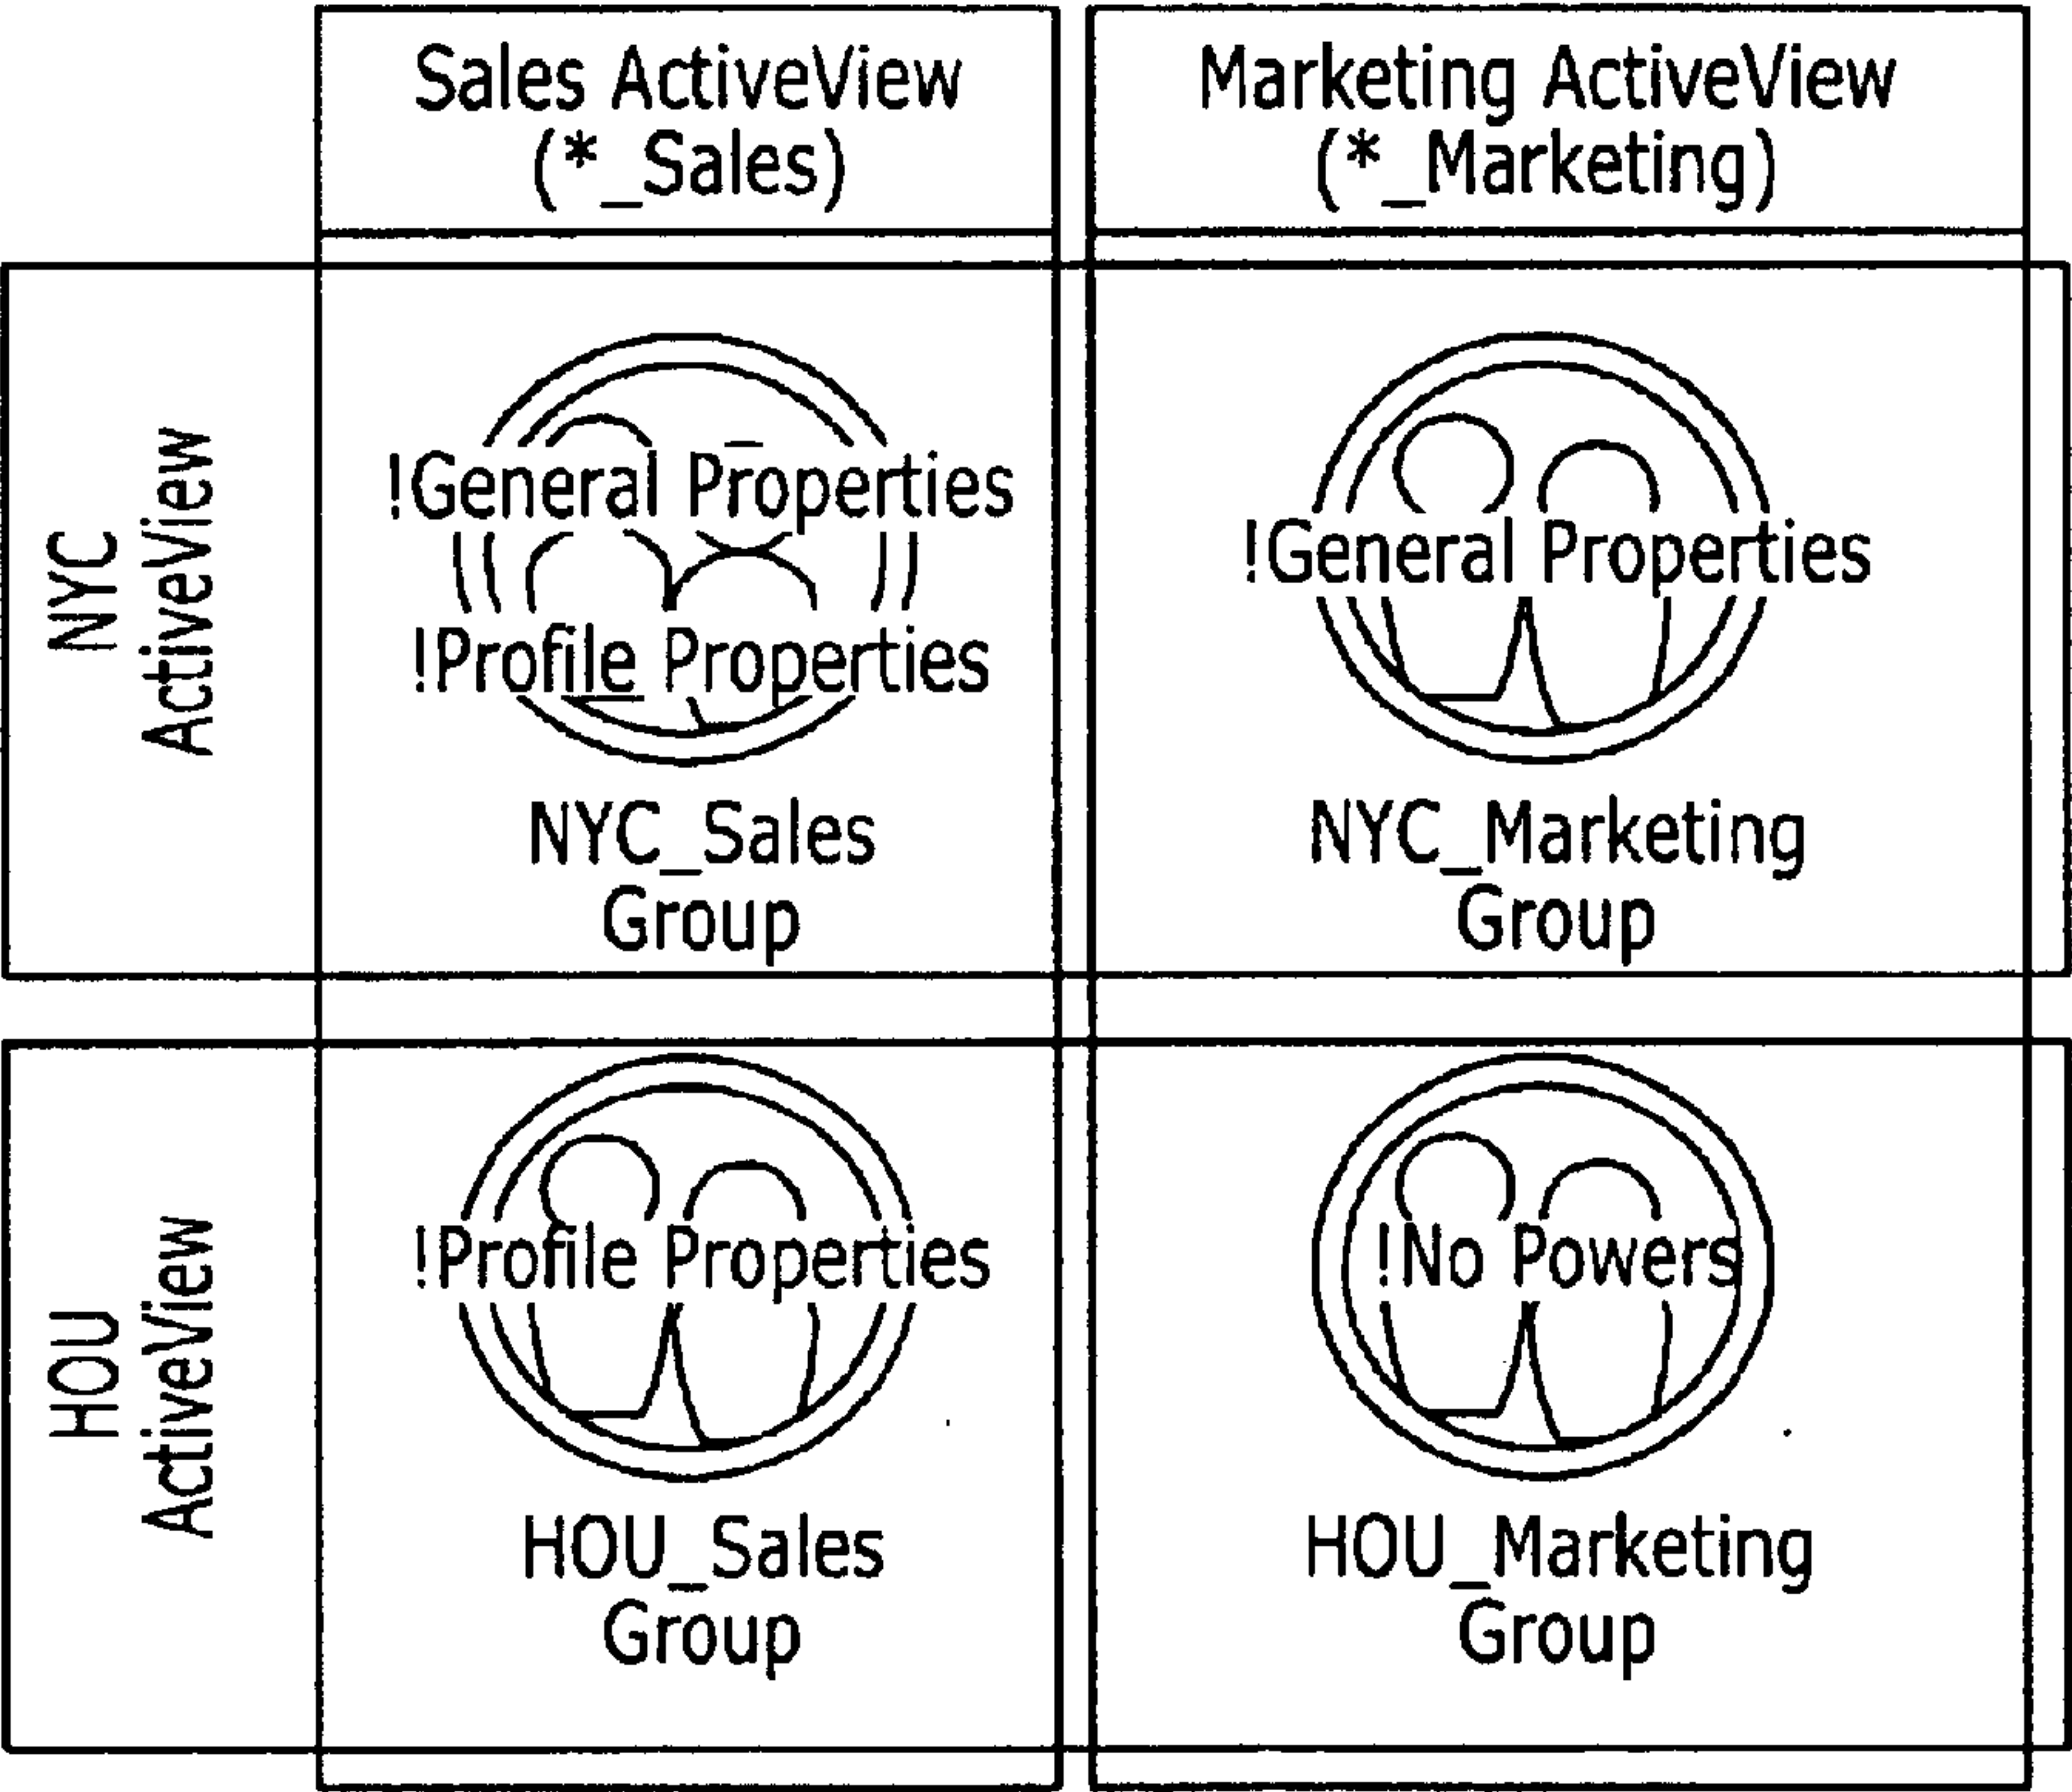 Sales ActiveView
(*_Sales)
Marketing ActiveView
(*_Marketing)
NYC
ActiveView
!General Properties
!Profile Properties
NYC_Sales
Group
!General Properties
NYC_Marketing
Group
HOU
ActiveView
!Profile Properties
HOU_Sales
Group
!No Powers
HOU_Marketing
Group